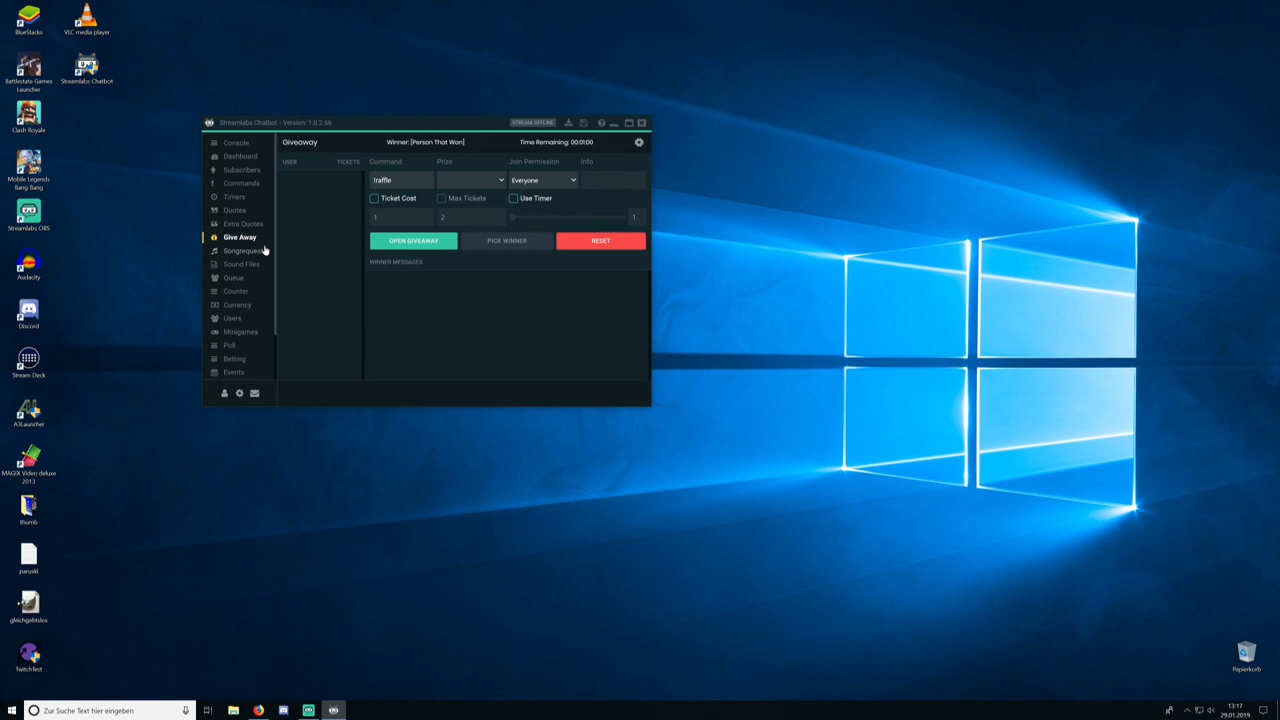 BlueStacks
VLC media player
Battlestate Games Launcher
Streamlabs Chatbot
Clash Royale
Mobile Legends Bang Bang
Streamlabs OBS
Audacity
Discord
Stream Deck
A3Launcher
MAGIX Video deluxe 2013
thumb
paruski
gleichgehtslos
TwitchTest
Papierkorb
Streamlabs Chatbot - Version: 1.0.2.56
STREAM OFFLINE
Console
Dashboard
Subscribers
Commands
Timers
Quotes
Extra Quotes
Give Away
Songrequest
Sound Files
Queue
Counter
Currency
Users
Minigames
Poll
Betting
Events
Giveaway
Winner: [Person That Won]
Time Remaining: 00:01:00
USER
TICKETS
Command
Prize
Join Permission
Info
!raffle
Everyone
Ticket Cost
Max Tickets
Use Timer
1
2
1
OPEN GIVEAWAY
PICK WINNER
RESET
WINNER MESSAGES
Zur Suche Text hier eingeben
13:17
29.01.2019